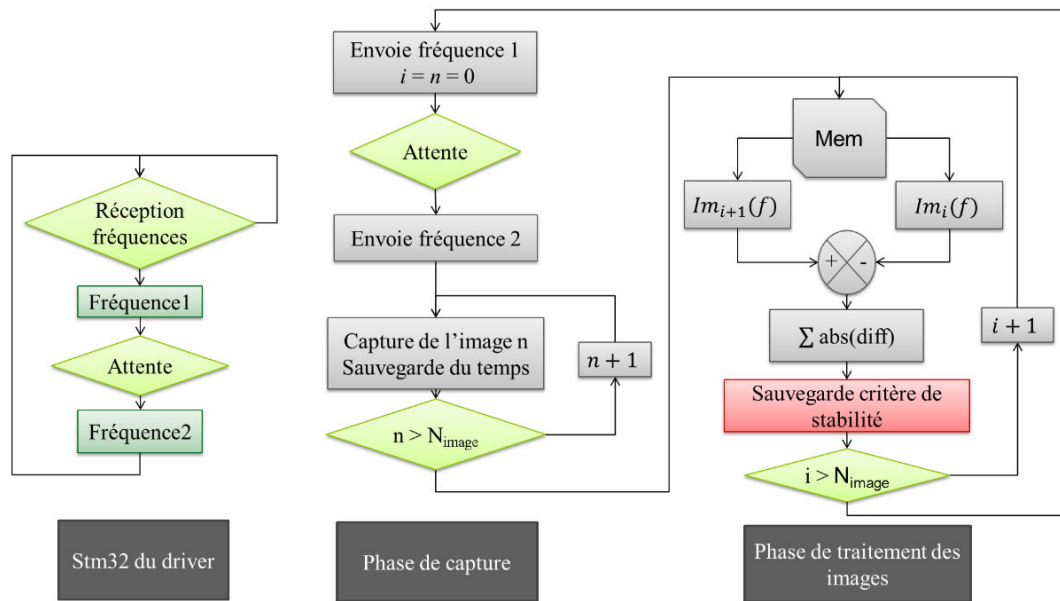 Réception
fréquences
Fréquence1
Attente
Fréquence2
Stm32 du driver
Envoie fréquence 1
i = n = 0
Attente
Envoie fréquence 2
Capture de l’image n
Sauvegarde du temps
n + 1
n > N_image
Phase de capture
Mem
Im_{i+1}(f)
Im_i(f)
+ -
∑ abs(diff)
i + 1
Sauvegarde critère de
stabilité
i > N_image
Phase de traitement des
images